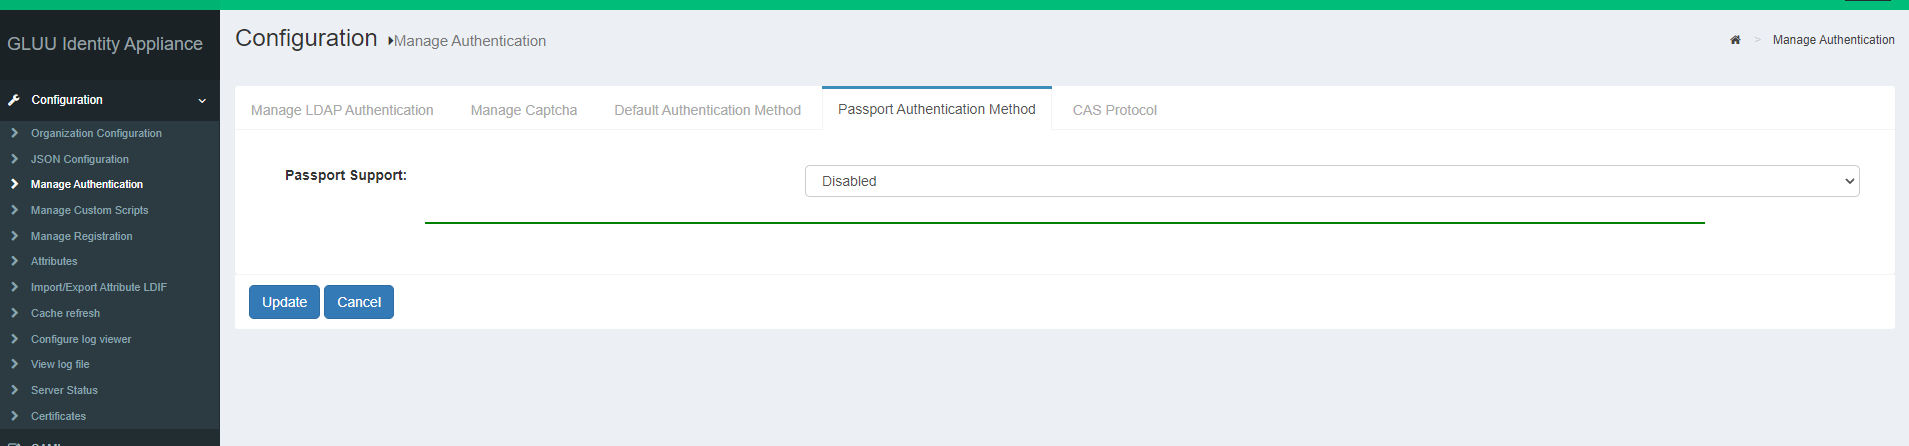 GLUU Identity Appliance
Configuration Manage Authentication
> Manage Authentication
Configuration
Organization Configuration
JSON Configuration
Manage Authentication
Manage Custom Scripts
Manage Registration
Attributes
Import/Export Attribute LDIF
Cache refresh
Configure log viewer
View log file
Server Status
Certificates
Manage LDAP Authentication Manage Captcha Default Authentication Method Passport Authentication Method CAS Protocol
Passport Support: Disabled
Update Cancel